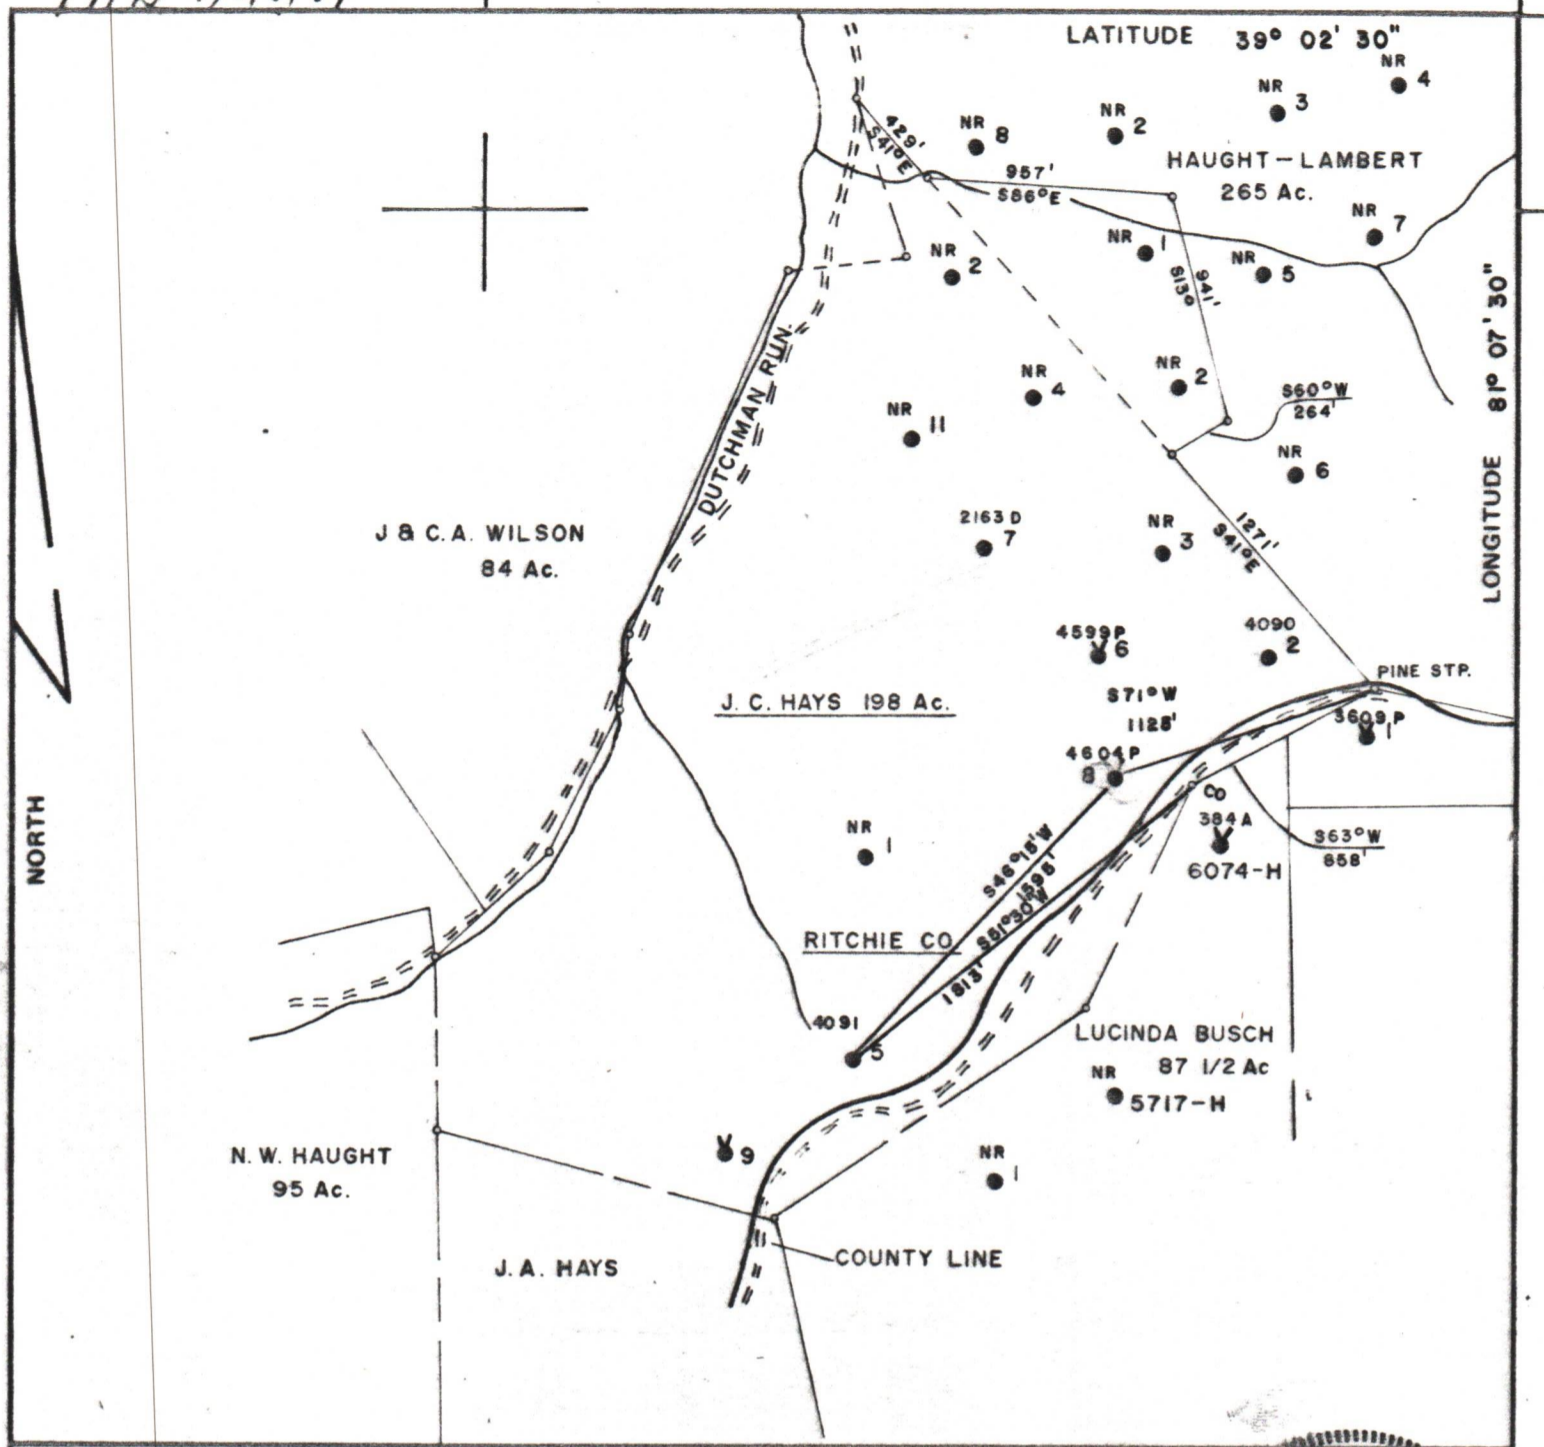 LATITUDE 39° 02' 30"
NR 4
NR 3
NR 2
NR 8
429'
S41°E
HAUGHT-LAMBERT
265 Ac.
957'
S86°E
NR 7
NR 1
NR 5
NR 2
941'
S13°
LONGITUDE 81° 07' 30"
DUTCHMAN RUN.
NR 4
NR 2
S60°W
264'
NR 11
NR 6
J & C.A. WILSON
84 Ac.
2163 D
7
NR 3
1271'
S41°E
4599 P
6
4090
2
PINE STP.
J. C. HAYS 198 Ac.
S71°W
1125'
3609 P
1
4604 P
8
CO
NORTH
NR 1
384A
6074-H
S63°W
858'
S46°15'W
1595'
RITCHIE CO
S51°30'W
1813'
4091
5
LUCINDA BUSCH
87 1/2 Ac
NR
5717-H
N. W. HAUGHT
95 Ac.
9
NR 1
J. A. HAYS
COUNTY LINE